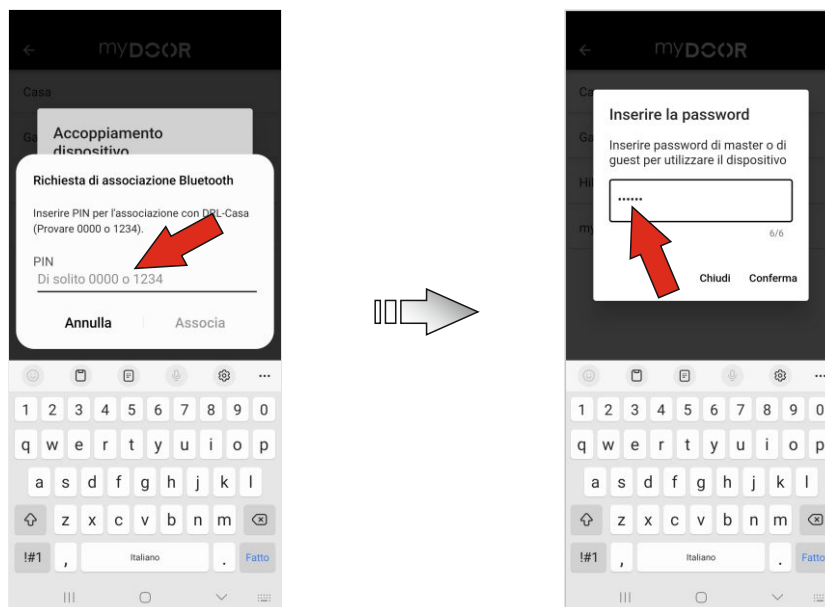 myDOOR
Casa
Ga
Accoppiamento
dispositivo
Richiesta di associazione Bluetooth
Inserire PIN per l'associazione con DPL-Casa
(Provare 0000 o 1234).
PIN
Di solito 0000 o 1234
Annulla
Associa
1 2 3 4 5 6 7 8 9 0
q w e r t y u i o p
a s d f g h j k l
z x c v b n m
!#1 , Italiano . Fatto
myDOOR
Ca
Ga
Hi
my
Inserire la password
Inserire password di master o di
guest per utilizzare il dispositivo
••••••
6/6
Chiudi Conferma
1 2 3 4 5 6 7 8 9 0
q w e r t y u i o p
a s d f g h j k l
z x c v b n m
!#1 , Italiano . Fatto